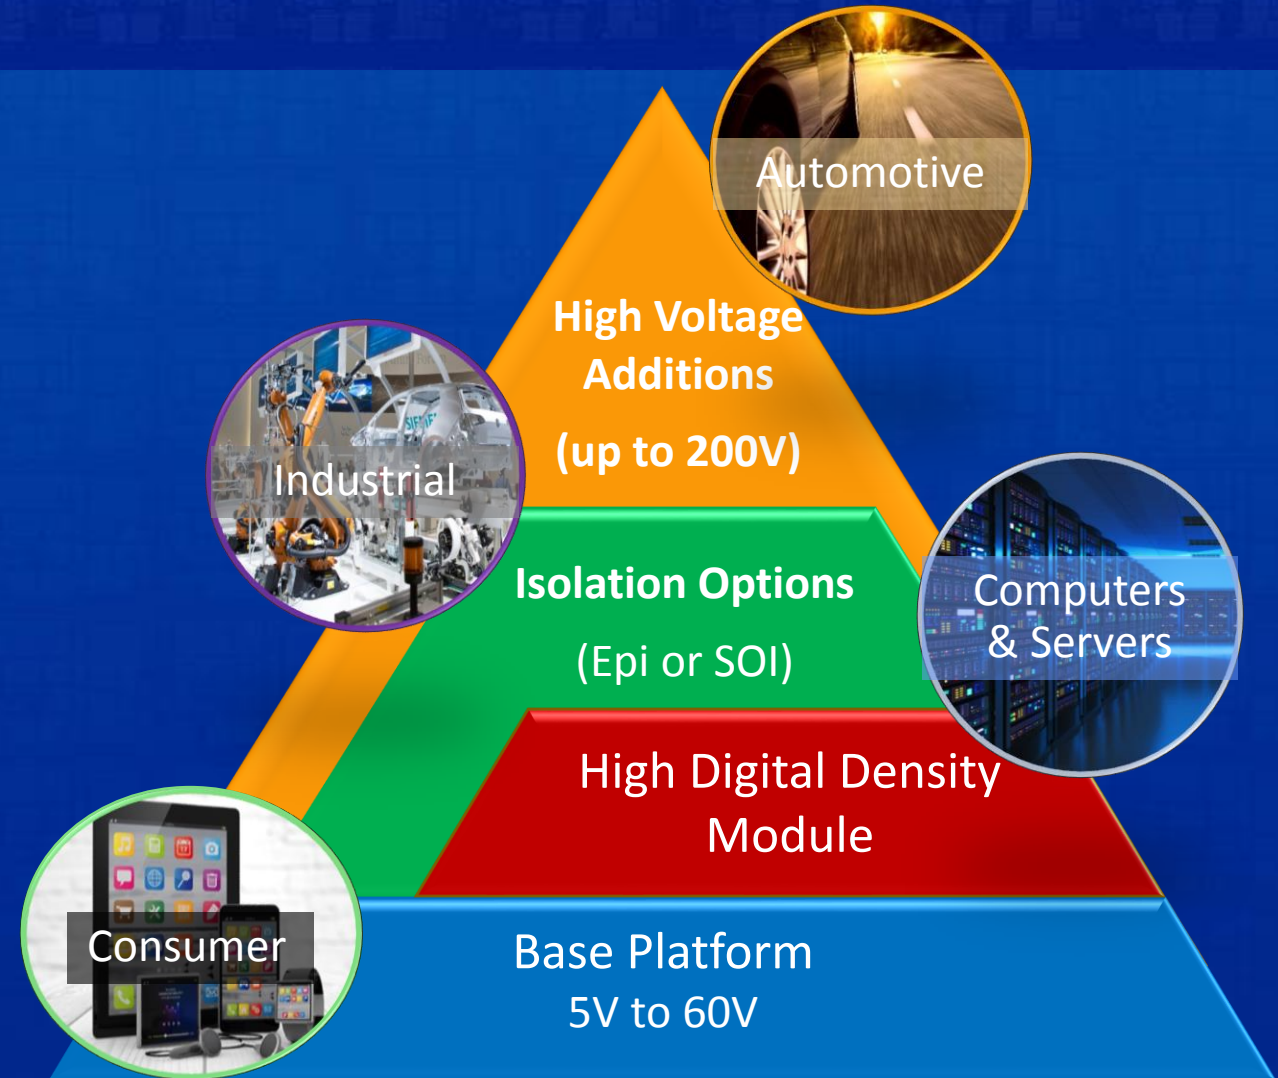 Automotive
High Voltage
Additions
(up to 200V)
Industrial
Isolation Options
(Epi or SOI)
Computers
& Servers
High Digital Density
Module
Consumer
Base Platform
5V to 60V